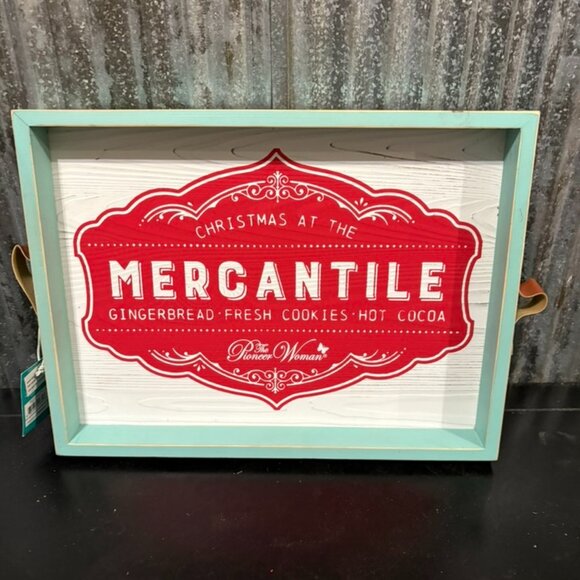 CHRISTMAS AT THE
MERCANTILE
GINGERBREAD · FRESH COOKIES · HOT COCOA
The
Pioneer Woman®